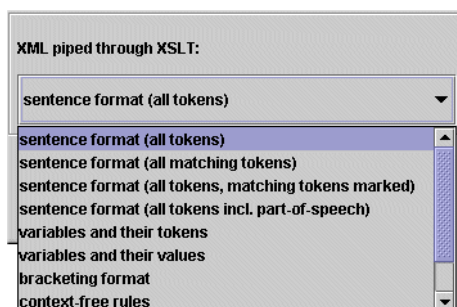 XML piped through XSLT:
sentence format (all tokens)
sentence format (all tokens)
sentence format (all matching tokens)
sentence format (all tokens, matching tokens marked)
sentence format (all tokens incl. part-of-speech)
variables and their tokens
variables and their values
bracketing format
context-free rules